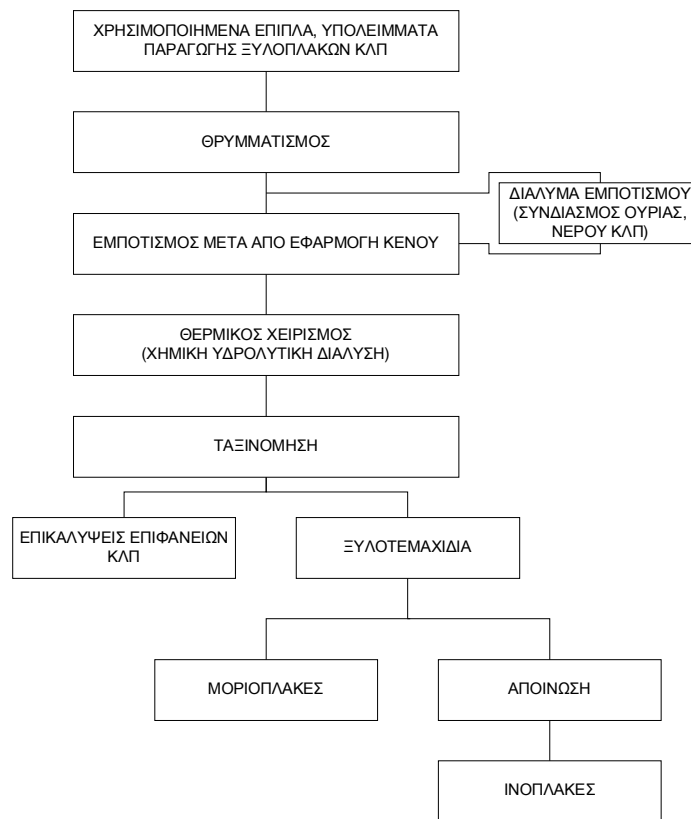 ΧΡΗΣΙΜΟΠΟΙΗΜΕΝΑ ΕΠΙΠΛΑ, ΥΠΟΛΕΙΜΜΑΤΑ
ΠΑΡΑΓΩΓΗΣ ΞΥΛΟΠΛΑΚΩΝ ΚΛΠ
ΘΡΥΜΜΑΤΙΣΜΟΣ
ΔΙΑΛΥΜΑ ΕΜΠΟΤΙΣΜΟΥ
(ΣΥΝΔΙΑΣΜΟΣ ΟΥΡΙΑΣ,
ΝΕΡΟΥ ΚΛΠ)
ΕΜΠΟΤΙΣΜΟΣ ΜΕΤΑ ΑΠΟ ΕΦΑΡΜΟΓΗ ΚΕΝΟΥ
ΘΕΡΜΙΚΟΣ ΧΕΙΡΙΣΜΟΣ
(ΧΗΜΙΚΗ ΥΔΡΟΛΥΤΙΚΗ ΔΙΑΛΥΣΗ)
ΤΑΞΙΝΟΜΗΣΗ
ΕΠΙΚΑΛΥΨΕΙΣ ΕΠΙΦΑΝΕΙΩΝ
ΚΛΠ
ΞΥΛΟΤΕΜΑΧΙΔΙΑ
ΜΟΡΙΟΠΛΑΚΕΣ
ΑΠΟΙΝΩΣΗ
ΙΝΟΠΛΑΚΕΣ